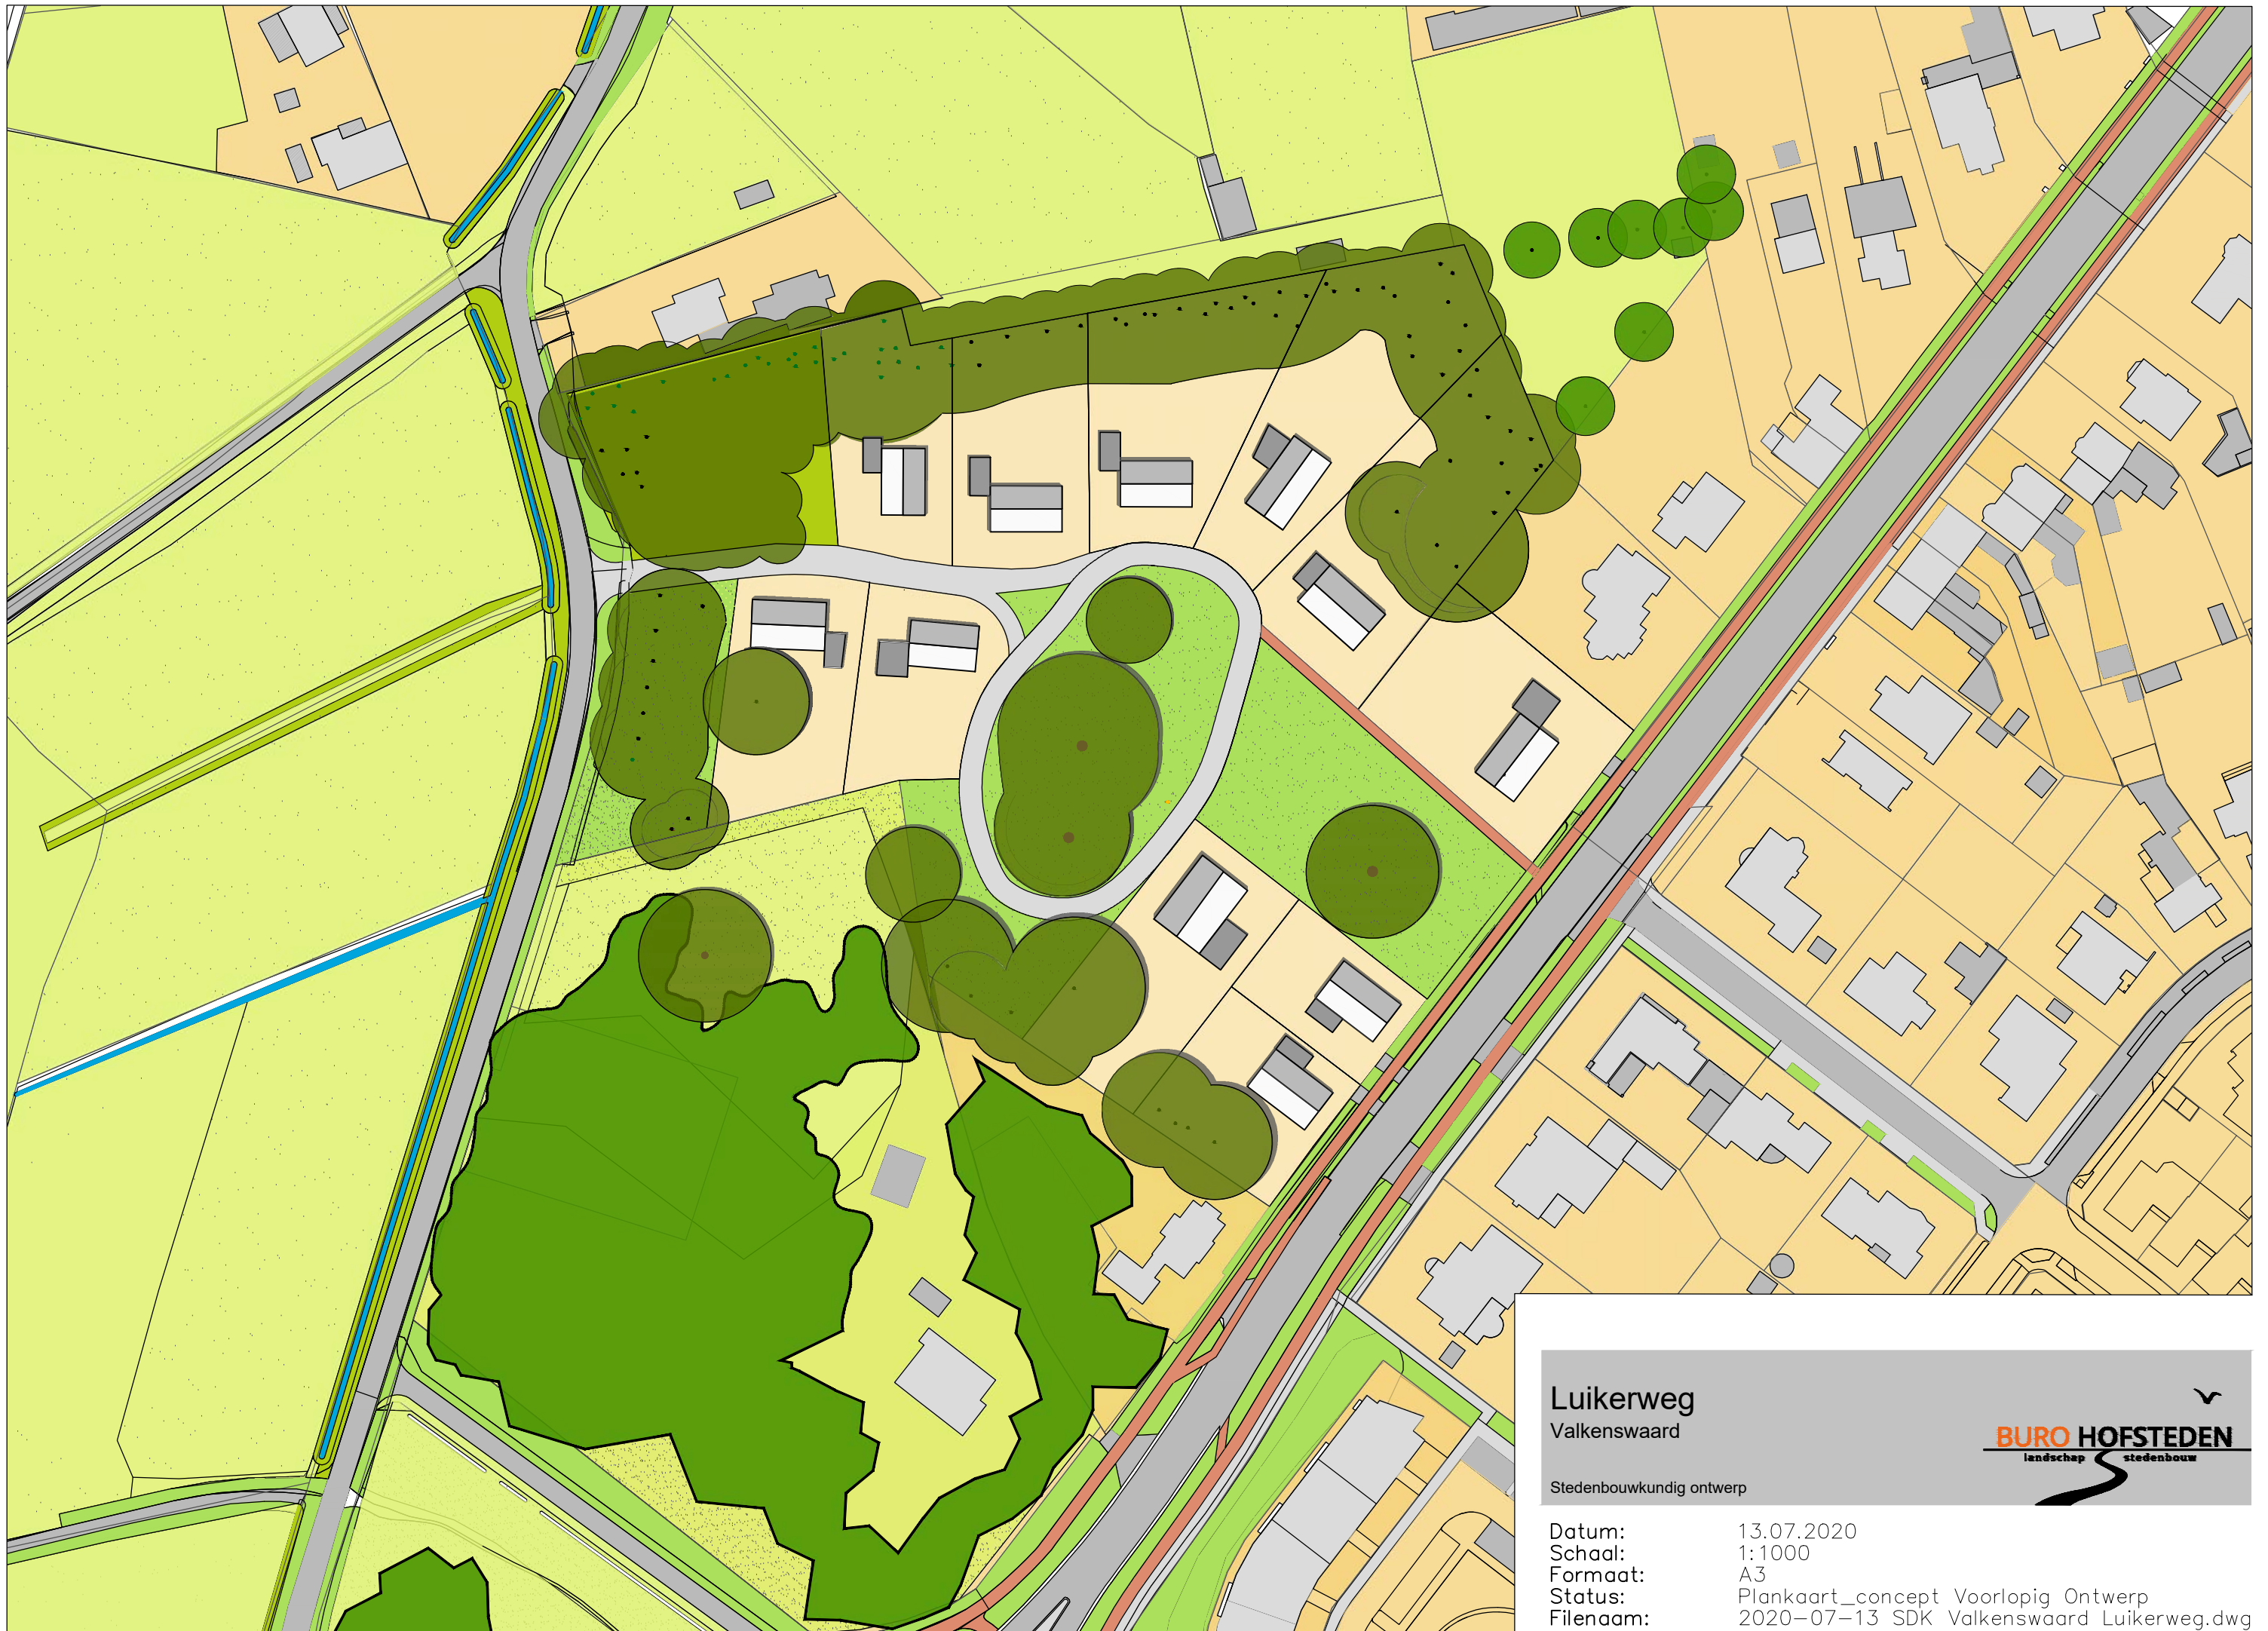 Luikerweg
Valkenswaard
Stedenbouwkundig ontwerp
BURO HOFSTEDEN
landschap stedenbouw
Datum: 13.07.2020
Schaal: 1:1000
Formaat: A3
Status: Plankaart_concept Voorlopig Ontwerp
Filenaam: 2020-07-13 SDK Valkenswaard Luikerweg.dwg